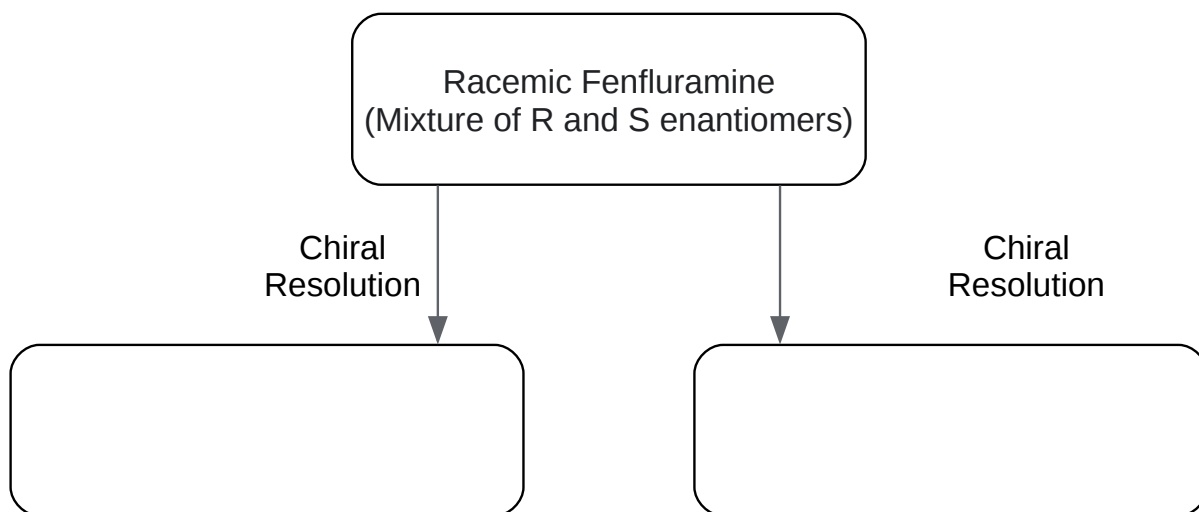 Racemic Fenfluramine
(Mixture of R and S enantiomers)
Chiral
Resolution
Chiral
Resolution